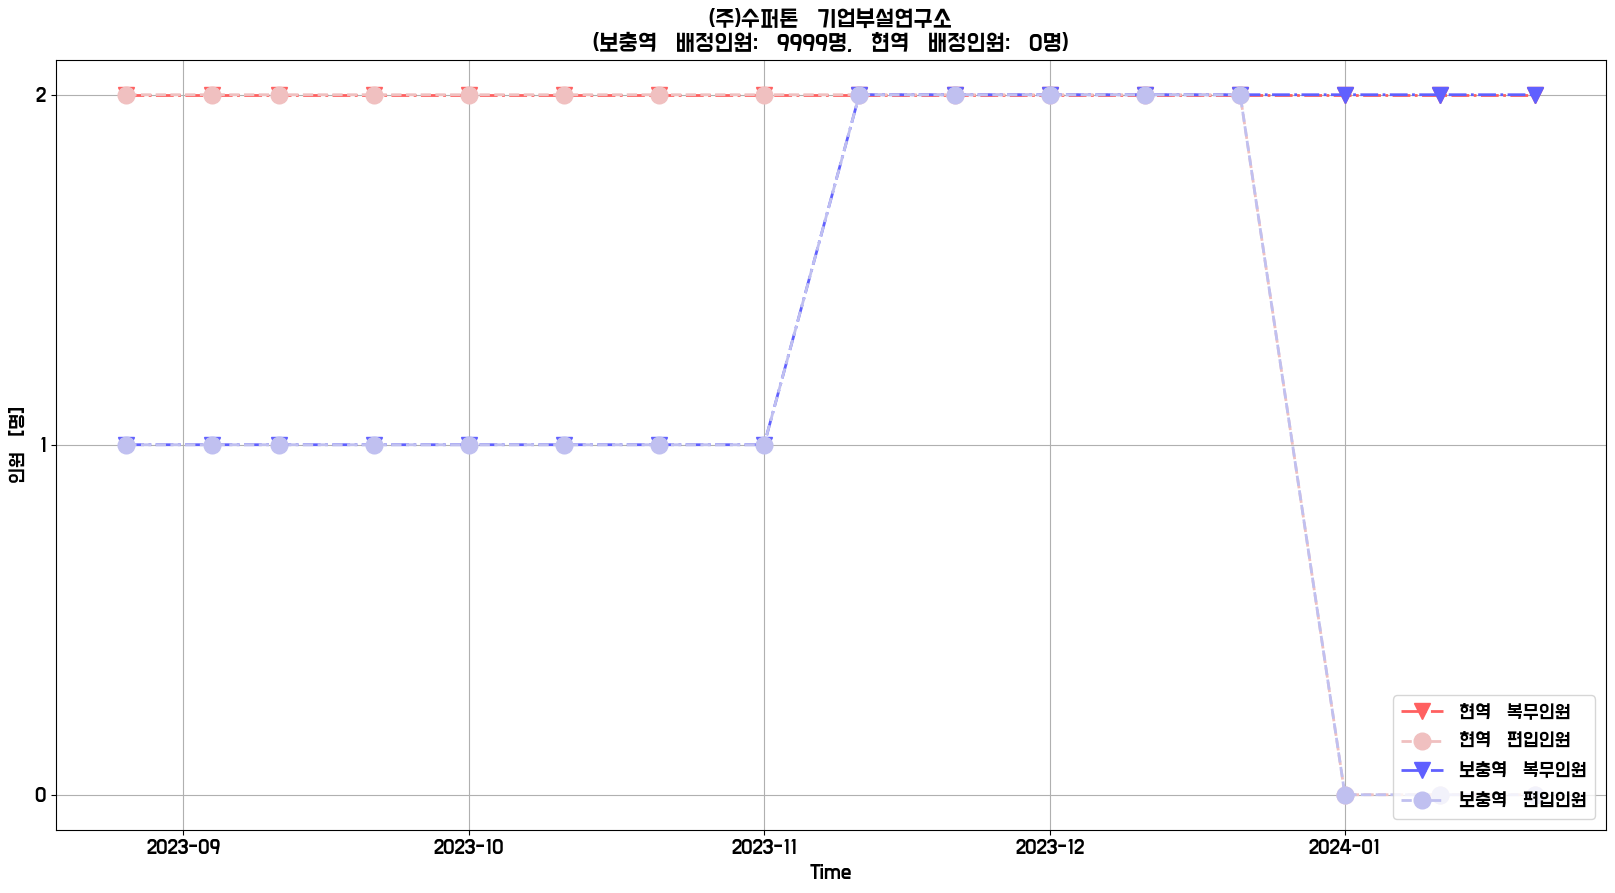 (주)수퍼톤 기업부설연구소
(보충역 배정인원: 9999명, 현역 배정인원: 0명)
2
1
0
인원 [명]
2023-09
2023-10
2023-11
2023-12
2024-01
Time
현역 복무인원
현역 편입인원
보충역 복무인원
보충역 편입인원